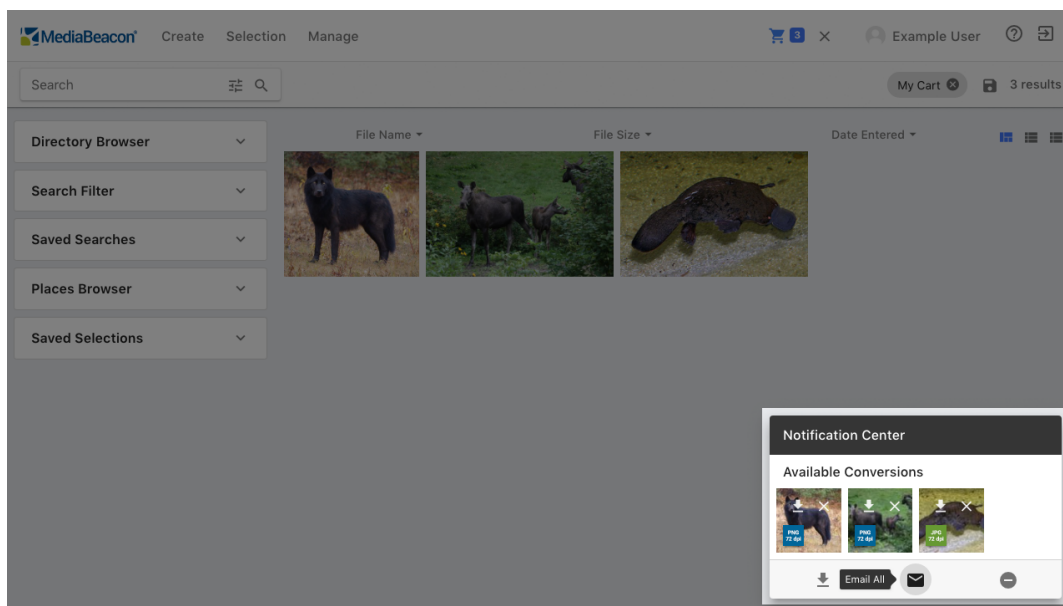 MediaBeacon® Create Selection Manage 3 Example User
Search My Cart 3 results
File Name File Size Date Entered
Directory Browser
Search Filter
Saved Searches
Places Browser
Saved Selections
Notification Center
Available Conversions
PNG
72 dpi
PNG
72 dpi
JPG
72 dpi
Email All